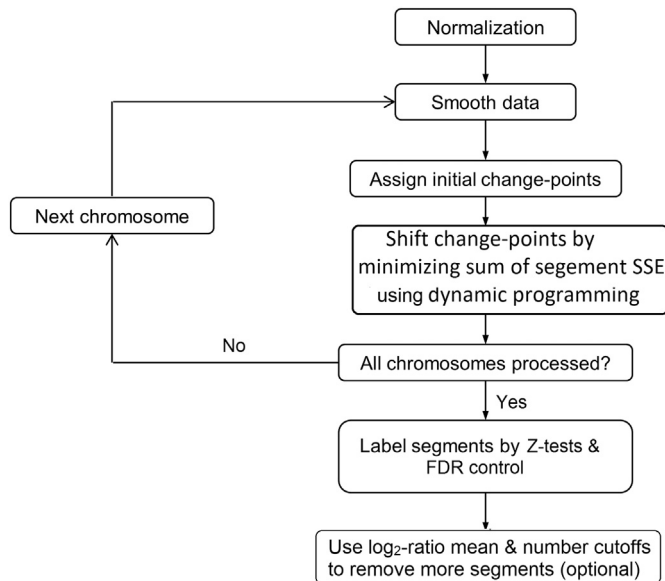 Normalization
Smooth data
Assign initial change-points
Next chromosome
Shift change-points by
minimizing sum of segement SSE
using dynamic programming
No
All chromosomes processed?
Yes
Label segments by Z-tests &
FDR control
Use log₂-ratio mean & number cutoffs
to remove more segments (optional)